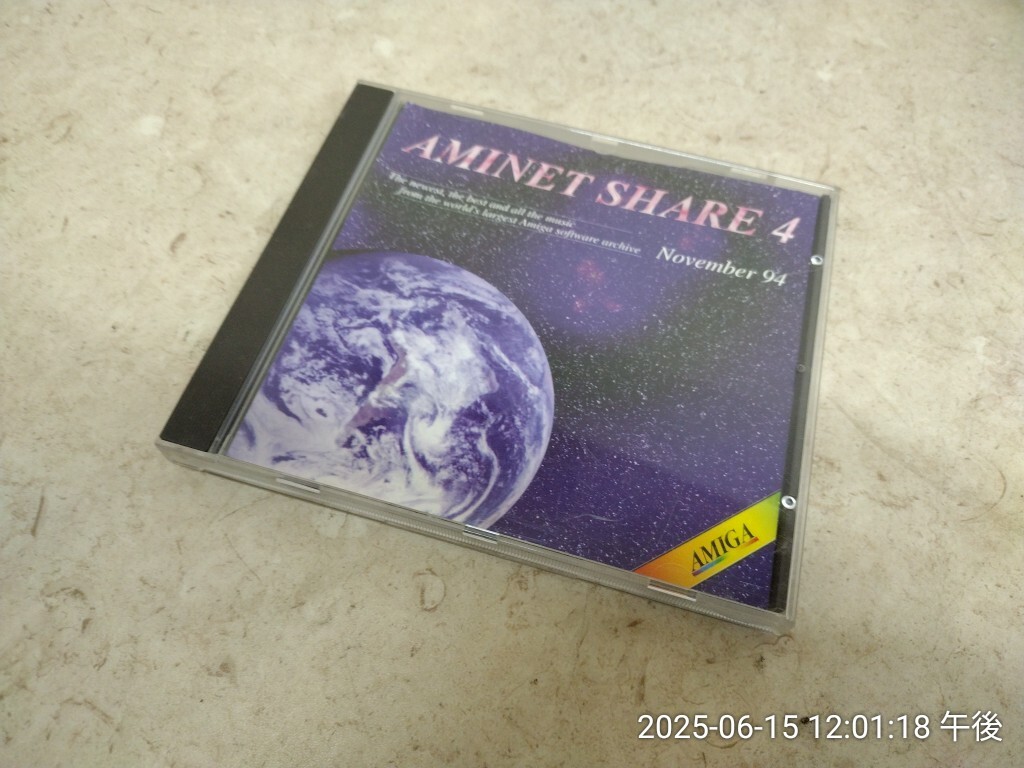 AMINET SHARE 4
The newest, the best and all the music
from the world's largest Amiga software archive
November 94
AMIGA
2025-06-15 12:01:18 午後